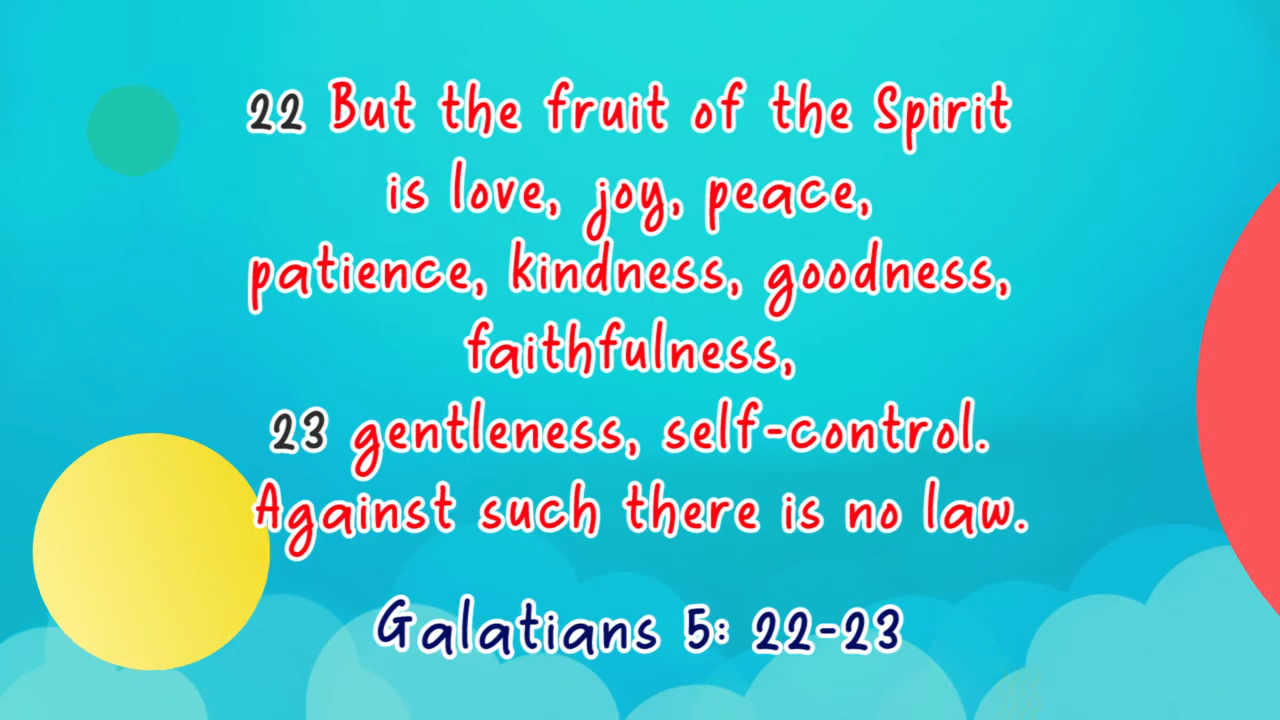 22 But the fruit of the Spirit
is love, joy, peace,
patience, kindness, goodness,
faithfulness,
23 gentleness, self-control.
Against such there is no law.
Galatians 5: 22-23